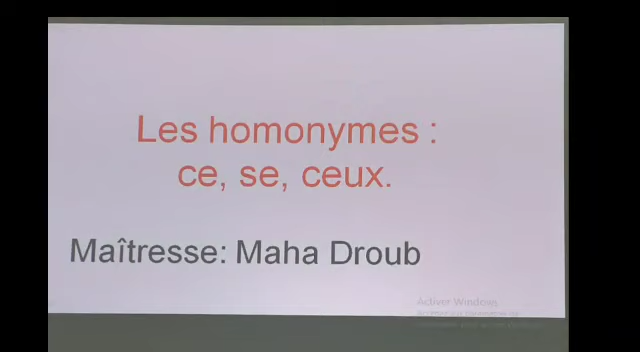 Les homonymes :
ce, se, ceux.
Maîtresse: Maha Droub
Activer Windows